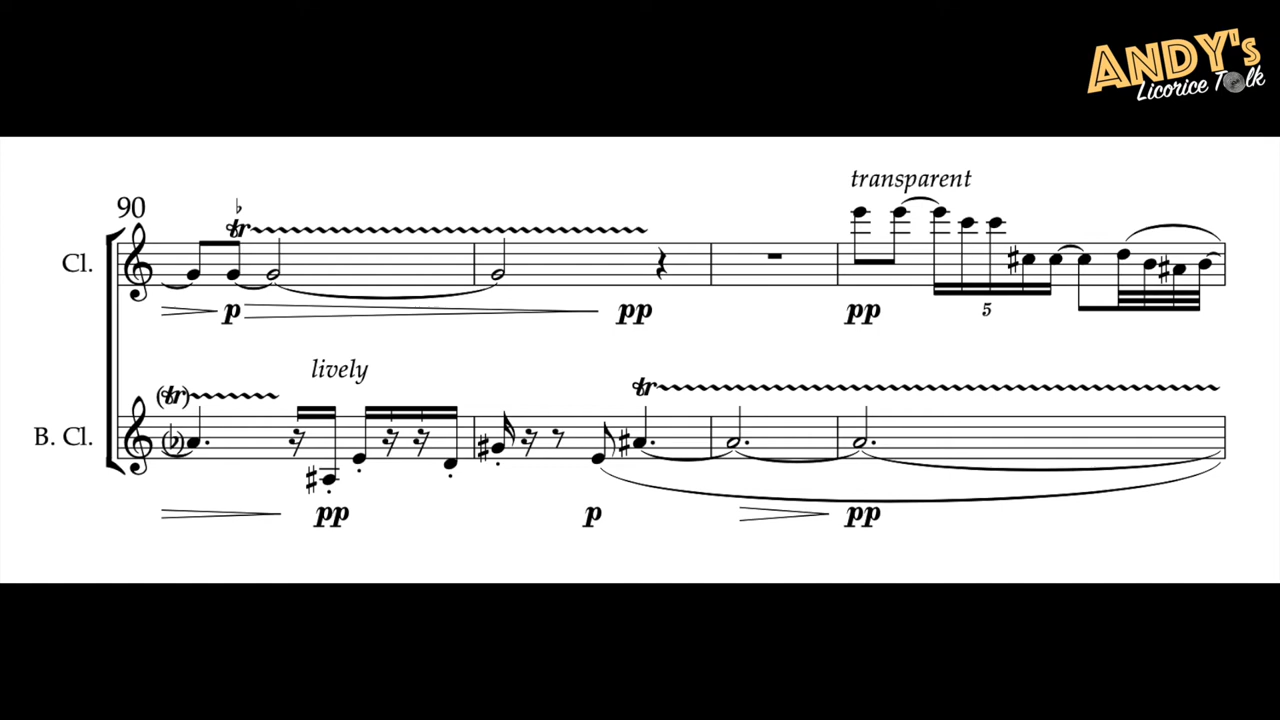 ANDY's
Licorice Talk
transparent
90
tr
Cl.
p
pp
pp
5
lively
(tr)
tr
B. Cl.
pp
p
pp